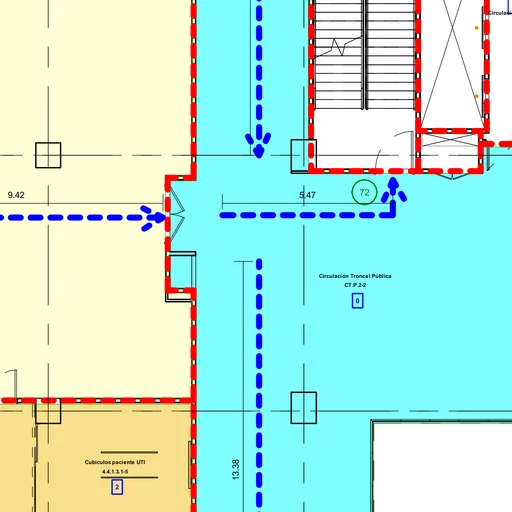 Circulac
9.42
5.47
72
Circulación Troncal Pública
CT.P.2-2
0
13.38
Cubículos paciente UTI
4.4.1.3.1-5
2